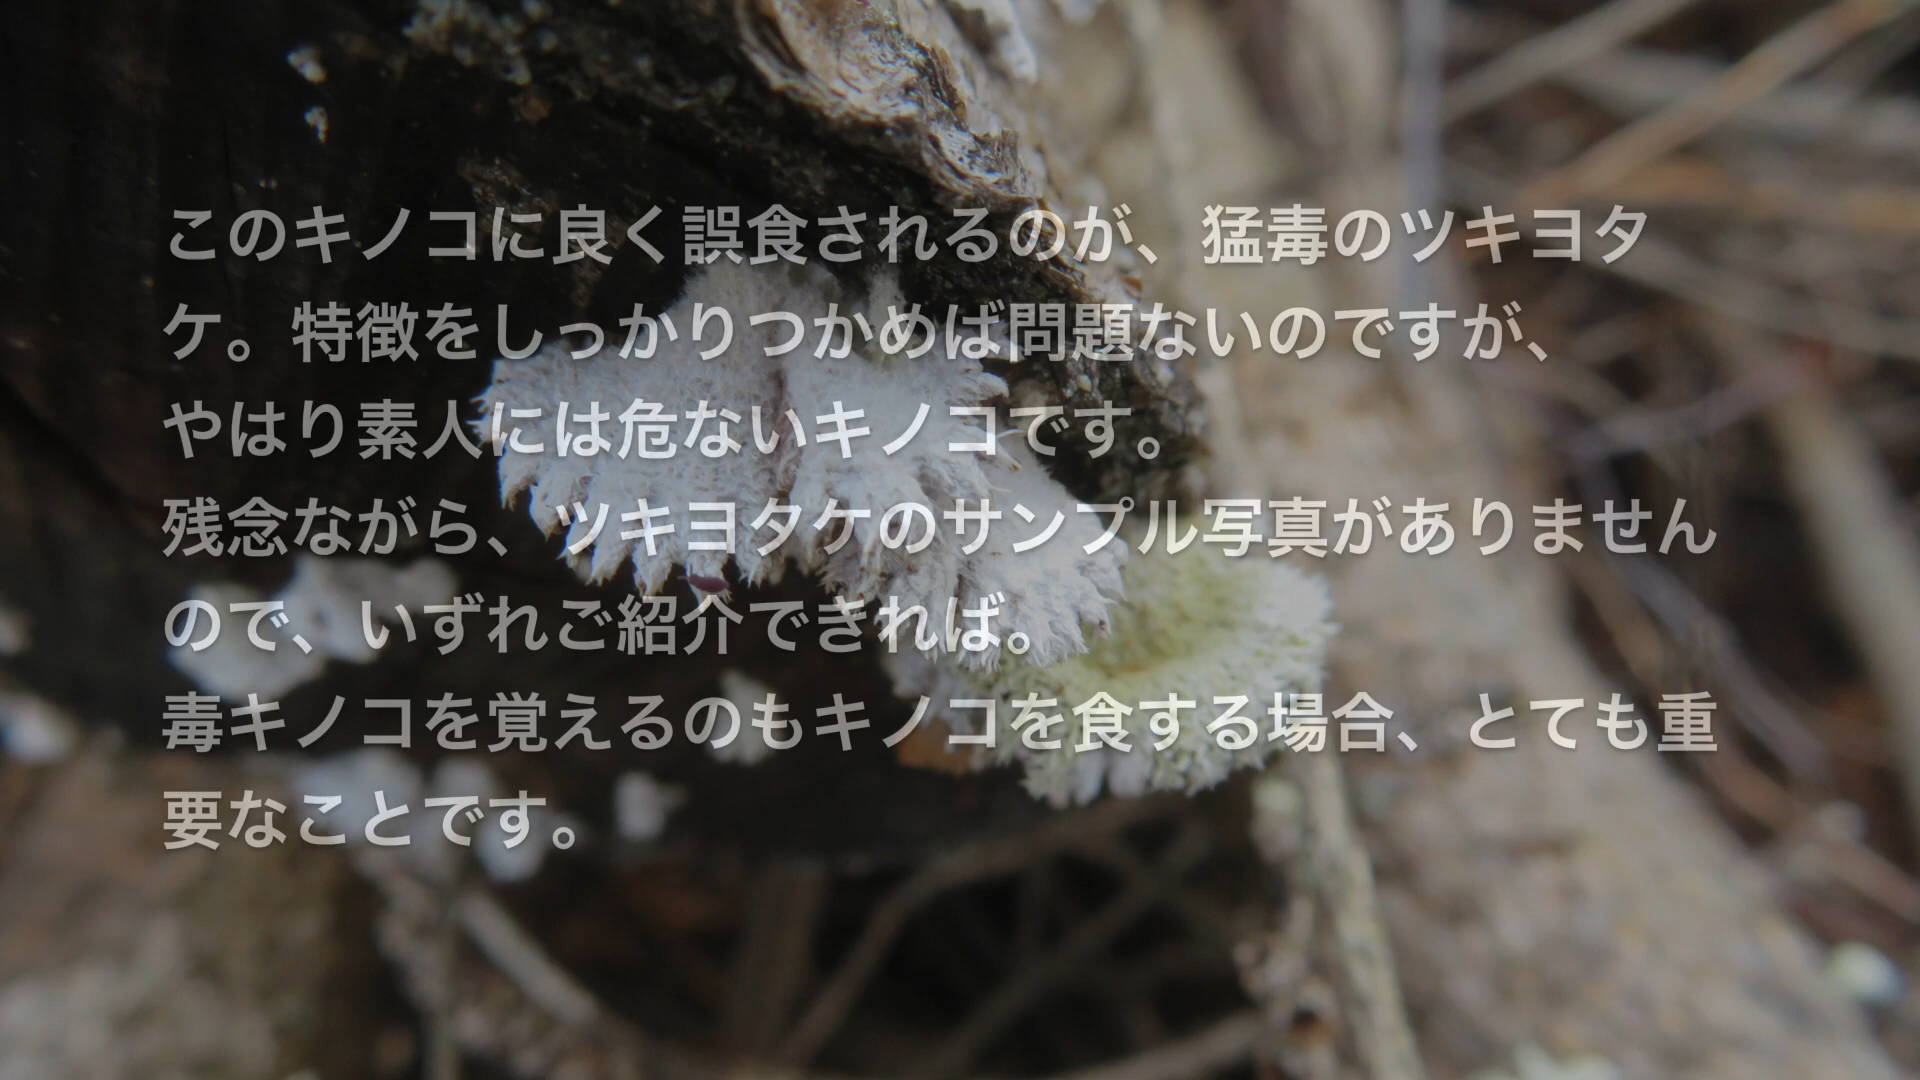 このキノコに良く誤食されるのが、猛毒のツキヨタ
ケ。特徴をしっかりつかめば問題ないのですが、
やはり素人には危ないキノコです。
残念ながら、ツキヨタケのサンプル写真がありません
ので、いずれご紹介できれば。
毒キノコを覚えるのもキノコを食する場合、とても重
要なことです。